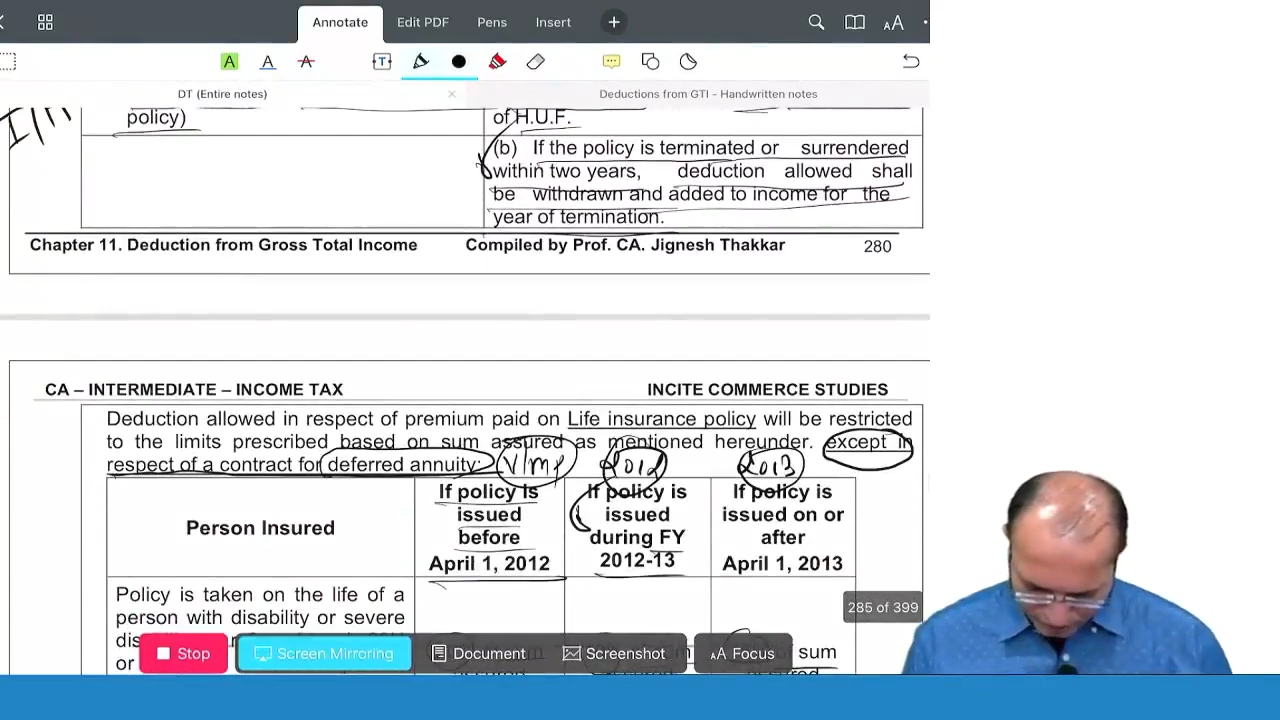 Annotate Edit PDF Pens Insert
DT (Entire notes) Deductions from GTI - Handwritten notes
policy)
of H.U.F.
(b) If the policy is terminated or surrendered
within two years, deduction allowed shall
be withdrawn and added to income for the
year of termination.
Chapter 11. Deduction from Gross Total Income Compiled by Prof. CA. Jignesh Thakkar 280
CA – INTERMEDIATE – INCOME TAX INCITE COMMERCE STUDIES
Deduction allowed in respect of premium paid on Life insurance policy will be restricted
to the limits prescribed based on sum assured as mentioned hereunder. except in
respect of a contract for deferred annuity:
V/mp 2012 2013
Person Insured
If policy is
issued
before
April 1, 2012
If policy is
issued
during FY
2012-13
If policy is
issued on or
after
April 1, 2013
Policy is taken on the life of a
person with disability or severe
or
sum
285 of 399
Stop Screen Mirroring Document Screenshot AA Focus